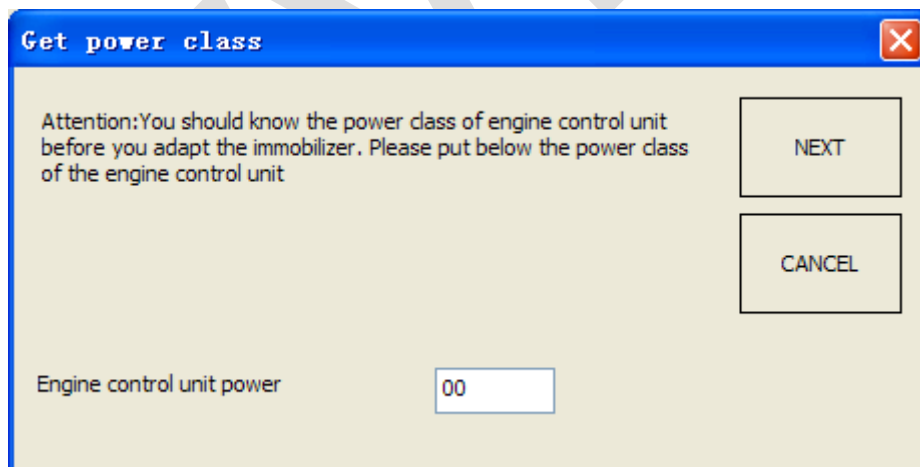 Get power class
Attention:You should know the power class of engine control unit
before you adapt the immobilizer. Please put below the power class
of the engine control unit
NEXT
CANCEL
Engine control unit power
00